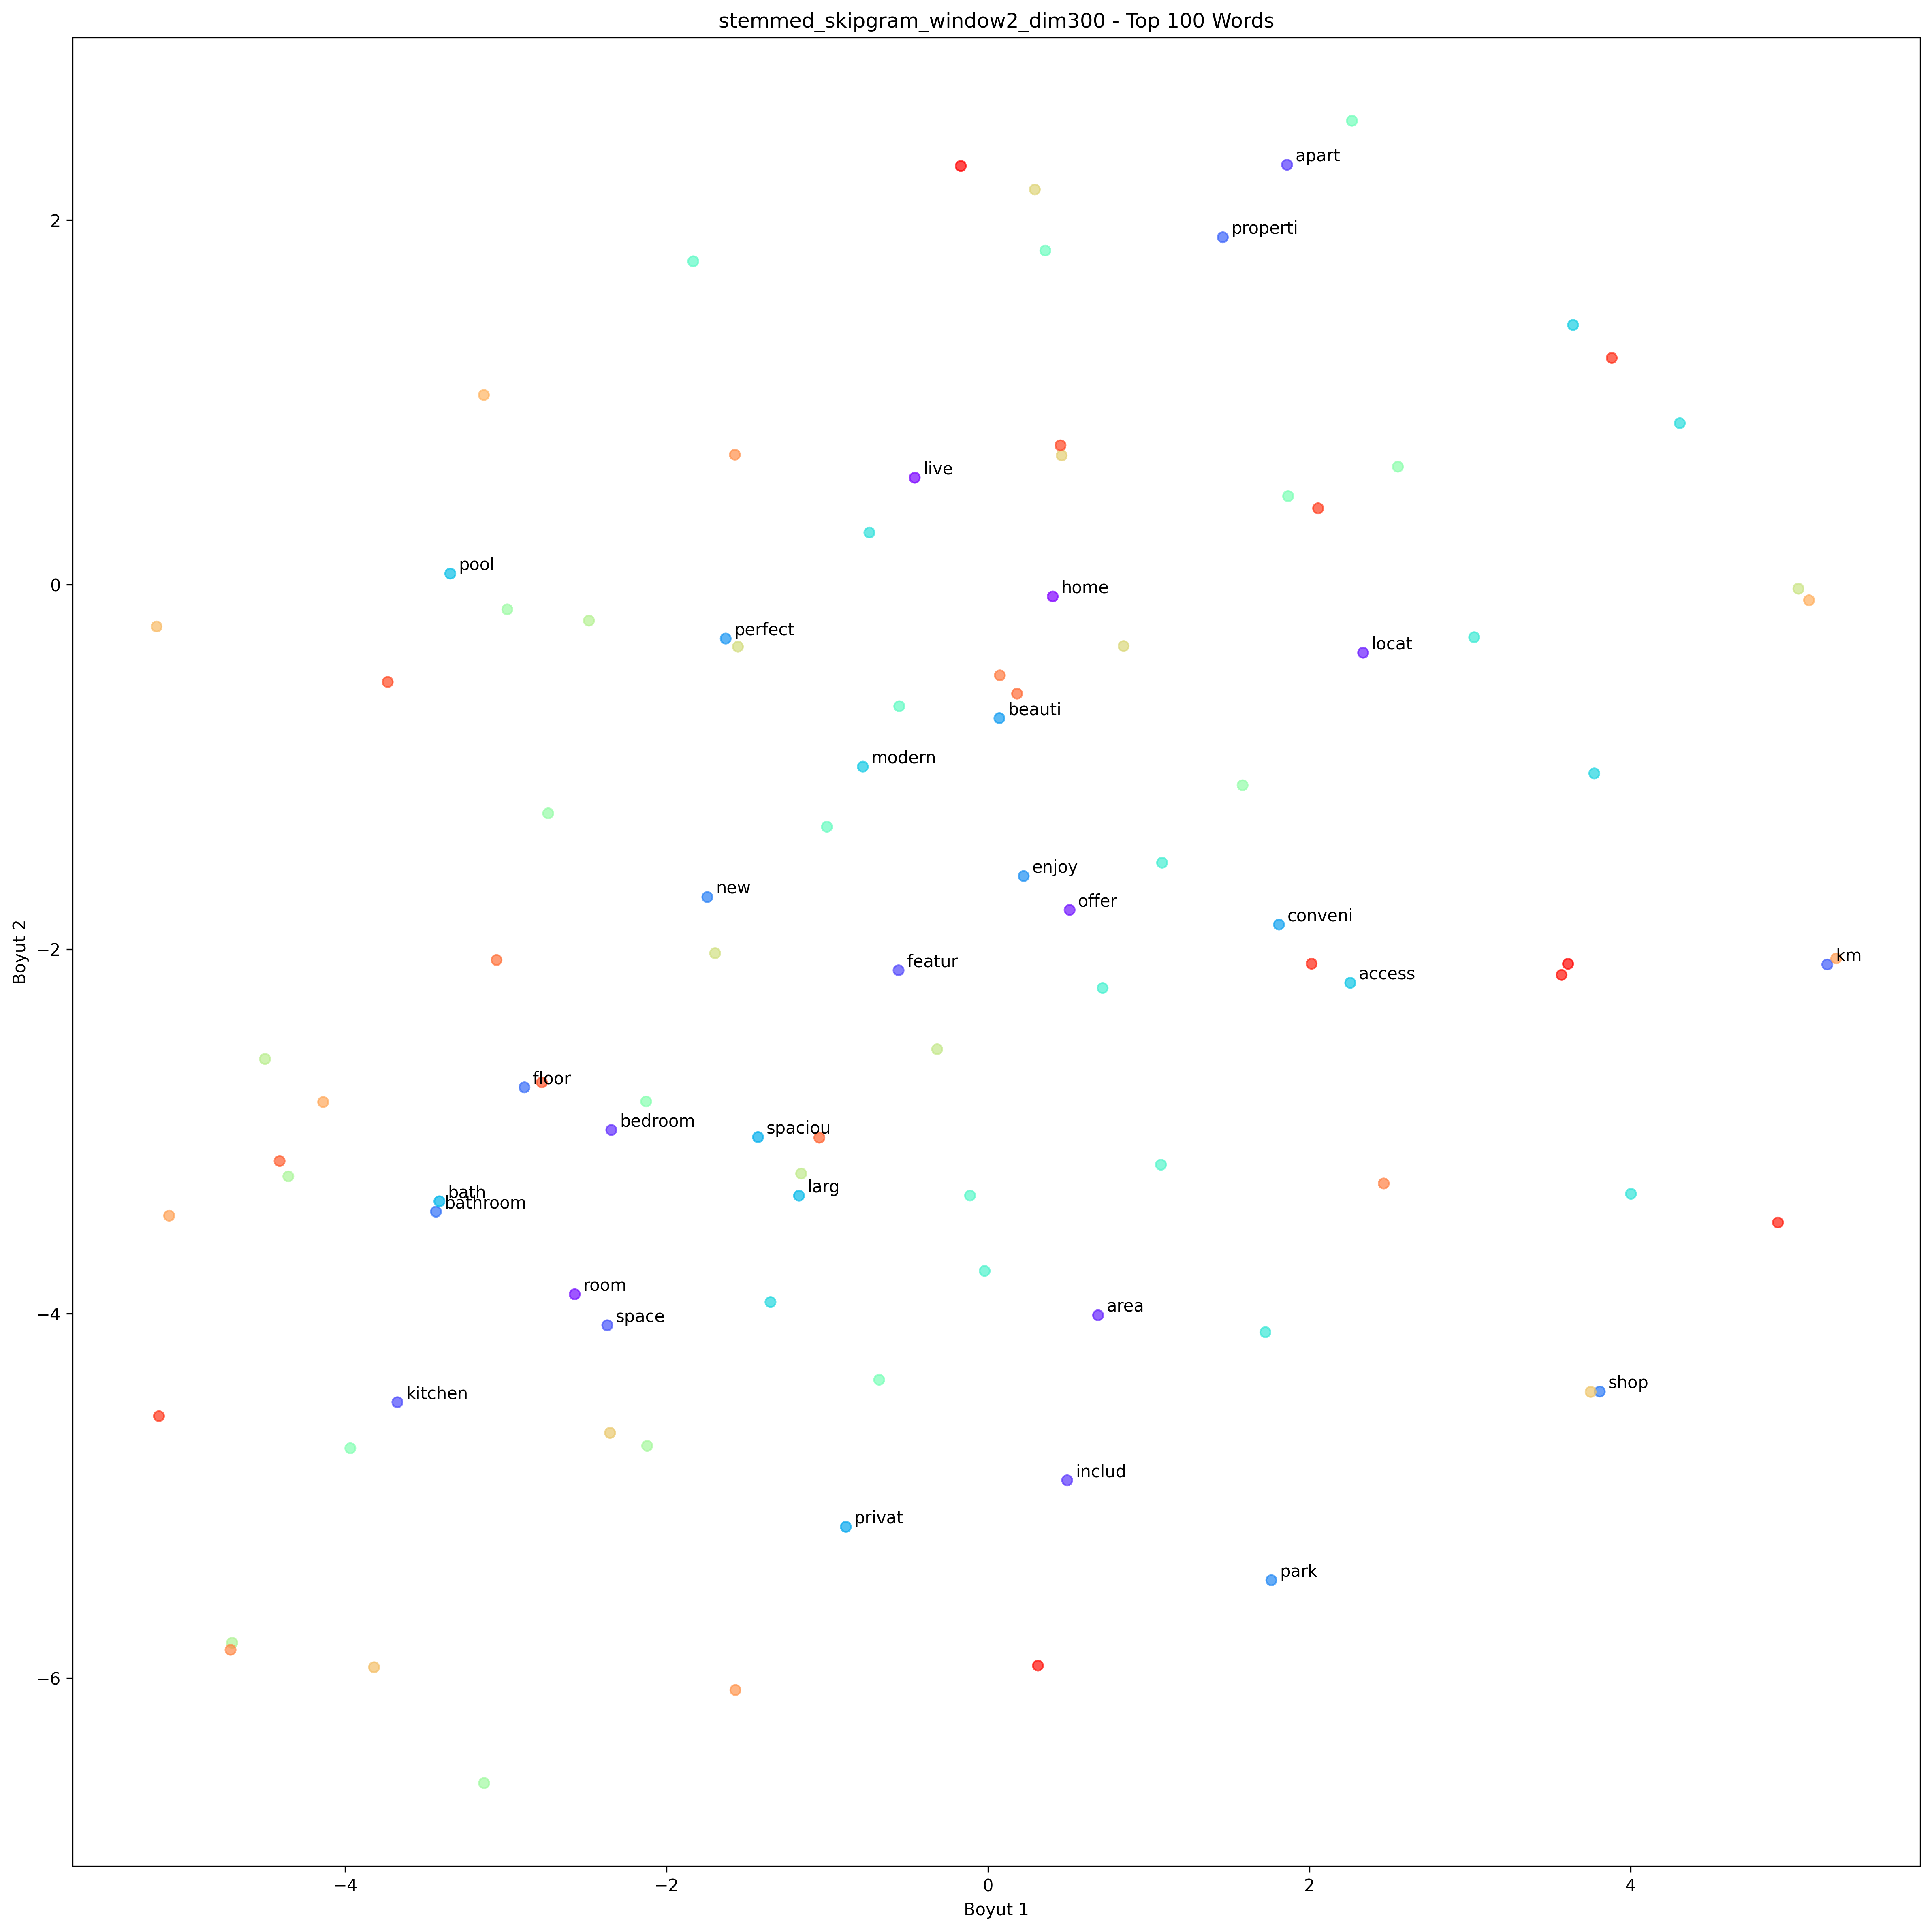 stemmed_skipgram_window2_dim300 - Top 100 Words
apart
2
properti
live
pool
0
home
perfect
locat
beauti
modern
enjoy
new
offer
conveni
Boyut 2
−2
km
featur
access
floor
bedroom
spaciou
larg
bath
bathroom
room
−4
area
space
shop
kitchen
includ
privat
park
−6
−4
−2
0
2
4
Boyut 1